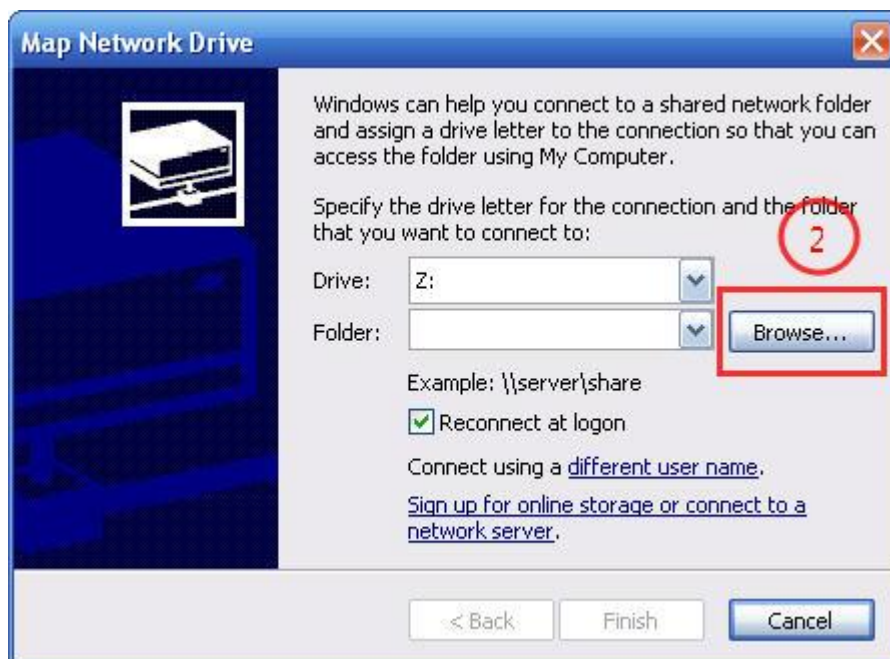 Map Network Drive
Windows can help you connect to a shared network folder
and assign a drive letter to the connection so that you can
access the folder using My Computer.
Specify the drive letter for the connection and the folder
that you want to connect to:
2
Drive: Z:
Folder: Browse...
Example: \\server\share
Reconnect at logon
Connect using a different user name.
Sign up for online storage or connect to a
network server.
< Back Finish Cancel